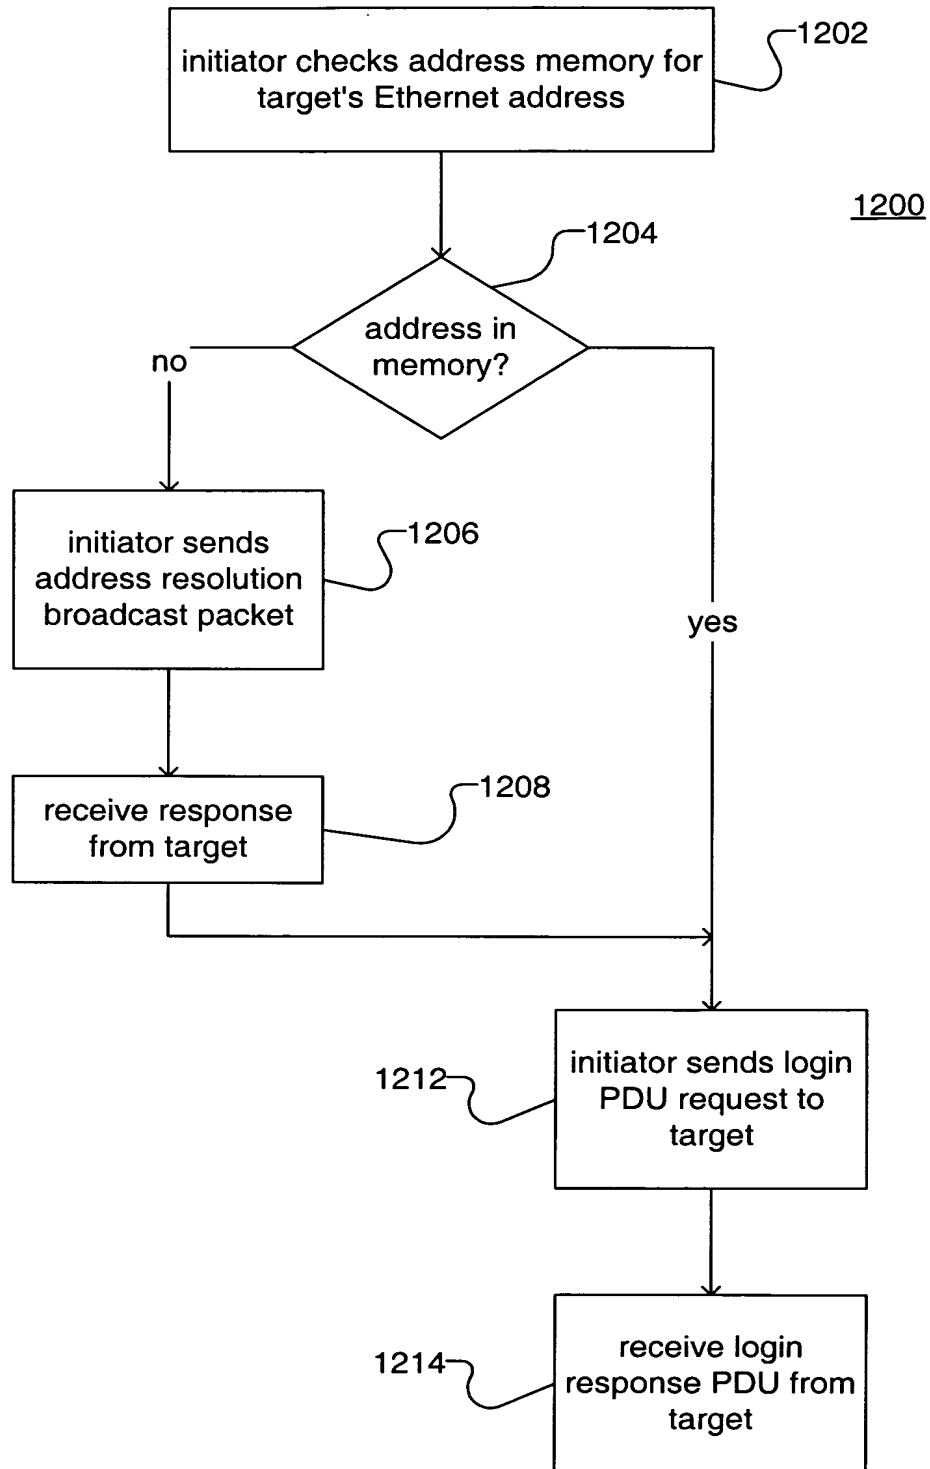 1202
initiator checks address memory for
target's Ethernet address
1200
1204
address in
memory?
no
yes
1206
initiator sends
address resolution
broadcast packet
1208
receive response
from target
1212
initiator sends login
PDU request to
target
1214
receive login
response PDU from
target